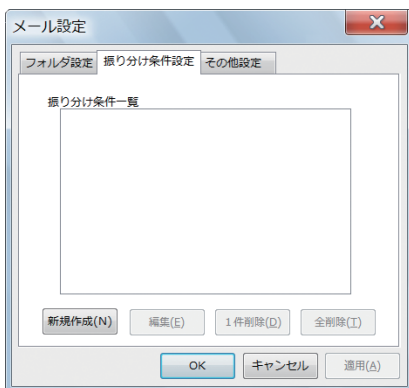 メール設定
フォルダ設定 振り分け条件設定 その他設定
振り分け条件一覧
新規作成(N) 編集(E) 1件削除(D) 全削除(T)
OK キャンセル 適用(A)